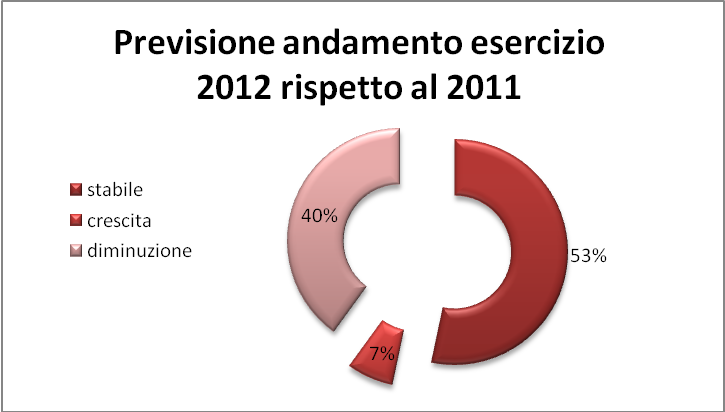 Previsione andamento esercizio
2012 rispetto al 2011
stabile
crescita
diminuzione
40%
53%
7%